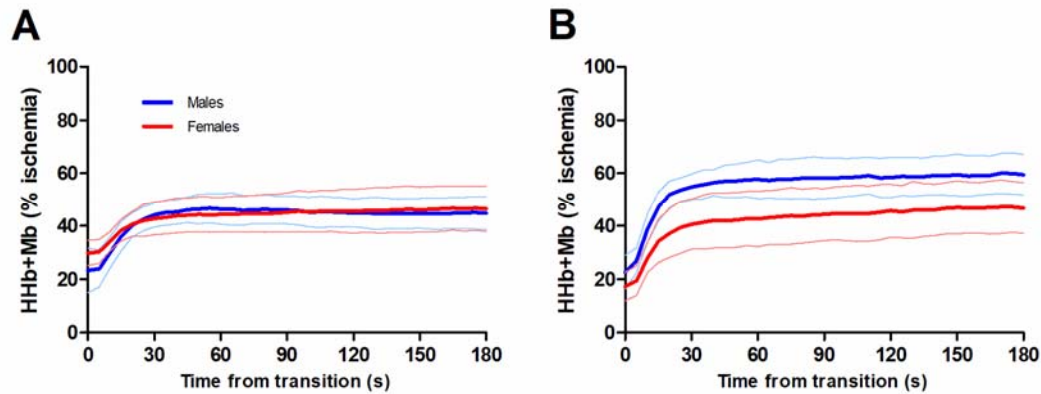 A
HHb+Mb (% ischemia)
100
80
60
40
20
0
Males
Females
0 30 60 90 120 150 180
Time from transition (s)
B
HHb+Mb (% ischemia)
100
80
60
40
20
0
0 30 60 90 120 150 180
Time from transition (s)